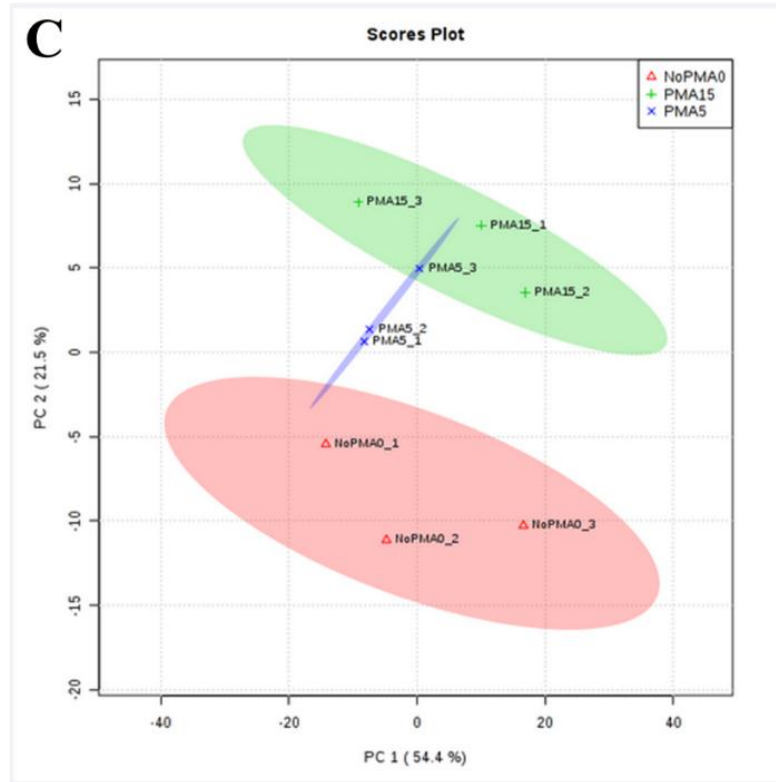 C
Scores Plot
NoPMA0
PMA15
PMA5
15
10
5
0
-5
-10
-15
-20
PC 2 ( 21.5 %)
PMA15_3
PMA15_1
PMA5_3
PMA15_2
PMA5_2
PMA5_1
NoPMA0_1
NoPMA0_2
NoPMA0_3
-40
-20
0
20
40
PC 1 ( 54.4 %)